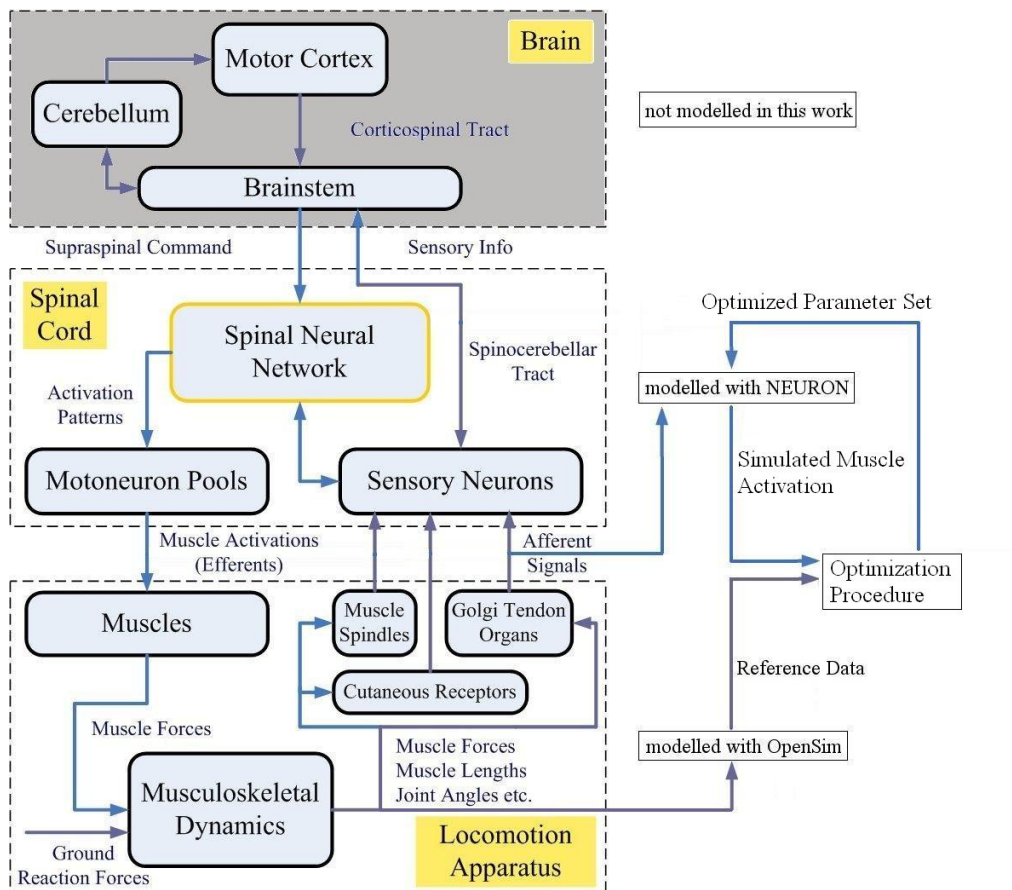 Brain
Motor Cortex
Cerebellum
not modelled in this work
Corticospinal Tract
Brainstem
Supraspinal Command
Sensory Info
Spinal
Cord
Optimized Parameter Set
Spinal Neural
Network
Spinocerebellar
Tract
modelled with NEURON
Activation
Patterns
Motoneuron Pools
Sensory Neurons
Simulated Muscle
Activation
Muscle Activations
(Efferents)
Afferent
Signals
Optimization
Procedure
Muscles
Muscle
Spindles
Golgi Tendon
Organs
Cutaneous Receptors
Reference Data
Muscle Forces
Muscle Forces
Muscle Lengths
Joint Angles etc.
modelled with OpenSim
Musculoskeletal
Dynamics
Locomotion
Apparatus
Ground
Reaction Forces